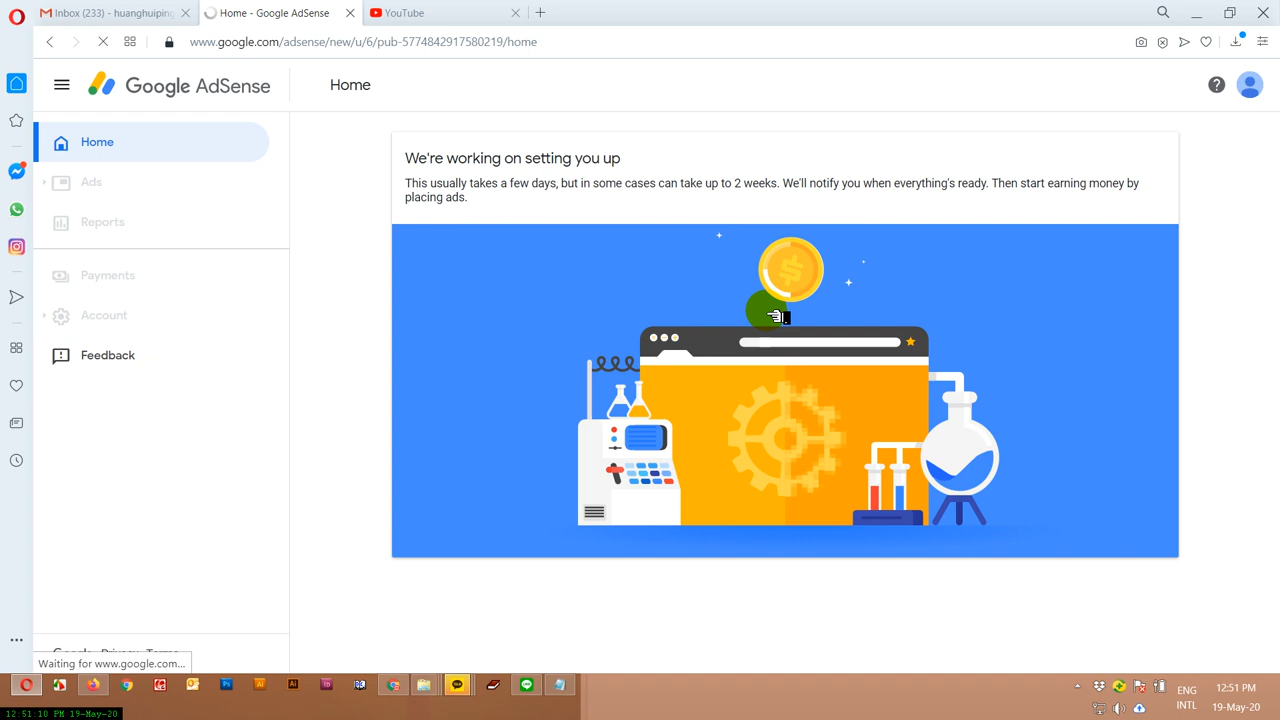 Inbox (233) - huanghuiping
Home - Google AdSense
YouTube
www.google.com/adsense/new/u/6/pub-5774842917580219/home
Google AdSense
Home
Home
Ads
Reports
Payments
Account
Feedback
We're working on setting you up
This usually takes a few days, but in some cases can take up to 2 weeks. We'll notify you when everything's ready. Then start earning money by
placing ads.
Google Privacy Terms
Waiting for www.google.com...
ENG
INTL
12:51 PM
19-May-20
12:51:10 PM 19-May-20